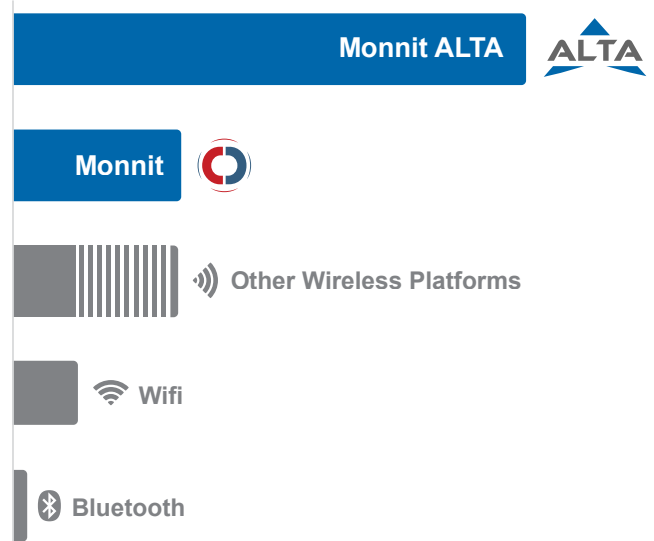 Monnit ALTA
ALTA
Monnit
Other Wireless Platforms
Wifi
Bluetooth